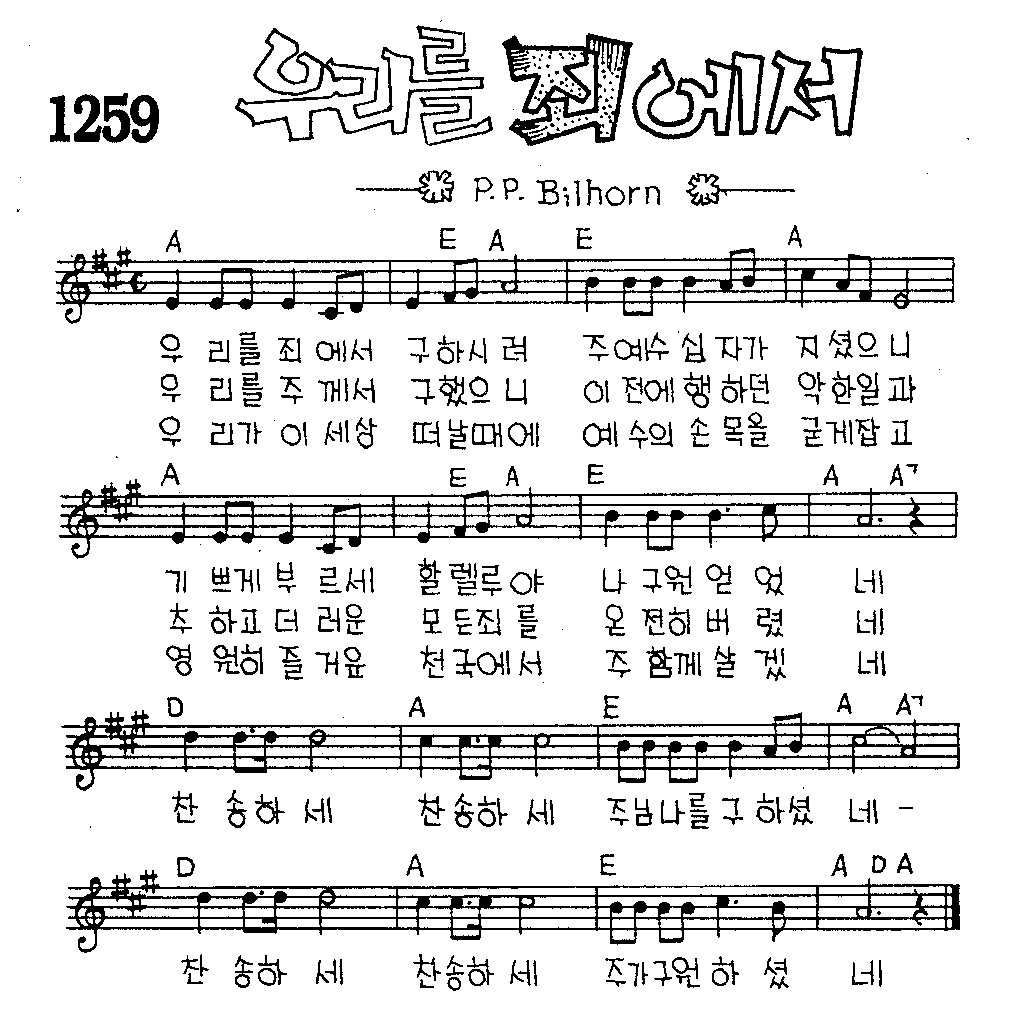 우리를 죄에서
1259
P.P. Bilhorn
A E A E A
우 리를 죄 에서 구하시 려 주예수 십 자가 지 셨으니
우 리를 주 께서 구했으 니 이 전에 행 하던 악 한일과
우 리가 이 세상 떠날때에 예 수의 손 목을 굳게잡 고
A E A E A A7
기 쁘게 부 르세 할렐루 야 나 구원 얻 었 네
추 하고 더 러운 모 든죄 를 온 전히 버 렸 네
영 원히 즐 거운 천국에 서 주 함께 살 겠 네
D A E A A7
찬 송하 세 찬송하 세 주님나를 구 하셨 네 -
D A E A D A
찬 송하 세 찬송하 세 주가구원 하 셨 네